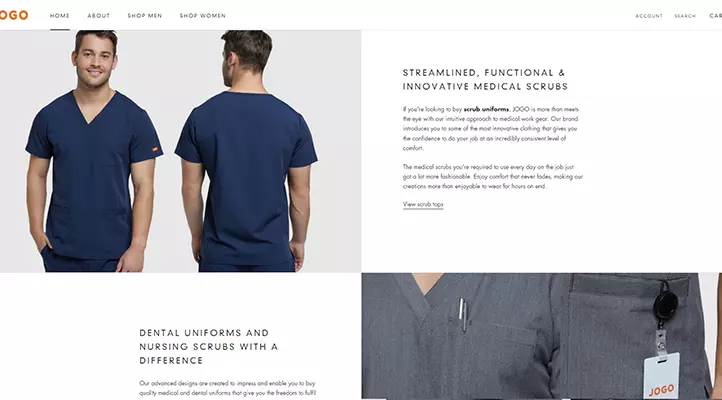 JOGO HOME ABOUT SHOP MEN SHOP WOMEN ACCOUNT SEARCH
STREAMLINED, FUNCTIONAL &
INNOVATIVE MEDICAL SCRUBS
If you're looking to buy scrub uniforms, JOGO is more than meets
the eye with our intuitive approach to medical work gear. Our brand
introduces you to some of the most innovative clothing that gives you
the confidence to do your job at an incredibly consistent level of
comfort.
The medical scrubs you're required to use every day on the job just
got a lot more fashionable. Enjoy comfort that never fades, making our
creations more than enjoyable to wear for hours on end.
View scrub tops
DENTAL UNIFORMS AND
NURSING SCRUBS WITH A
DIFFERENCE
Our advanced designs are created to impress and enable you to buy
quality medical and dental uniforms that give you the freedom to fulfil
JOGO